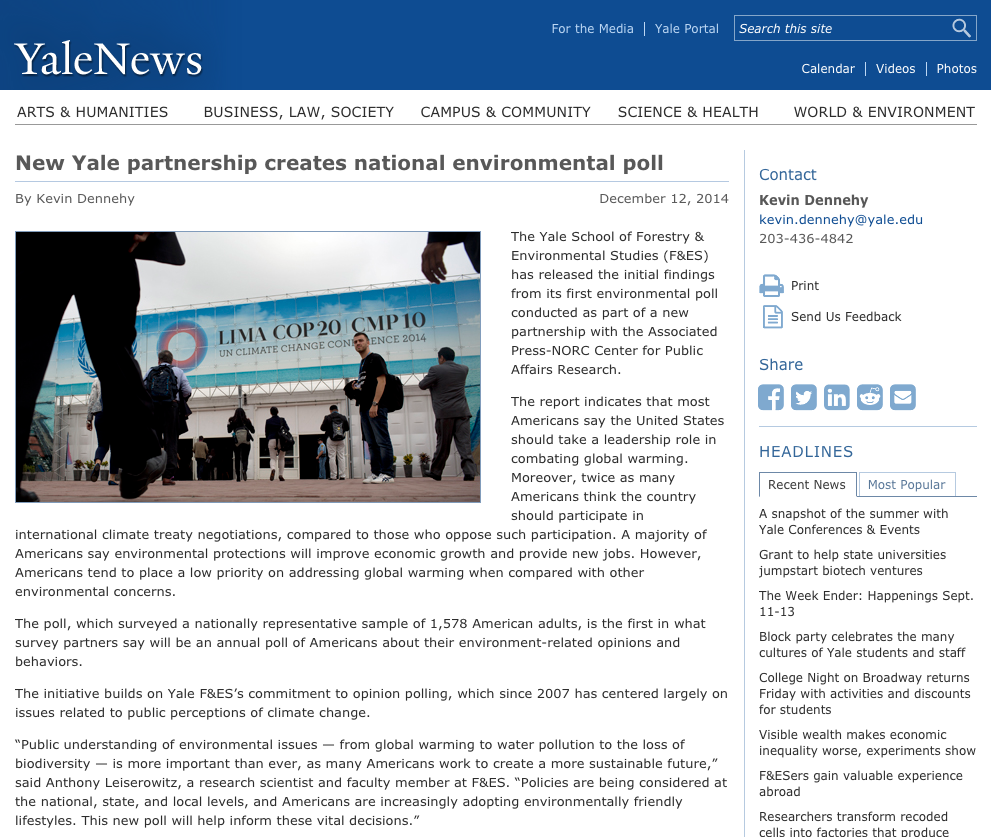 YaleNews
For the Media
Yale Portal
Search this site
Calendar
Videos
Photos
ARTS & HUMANITIES
BUSINESS, LAW, SOCIETY
CAMPUS & COMMUNITY
SCIENCE & HEALTH
WORLD & ENVIRONMENT
New Yale partnership creates national environmental poll
By Kevin Dennehy
December 12, 2014
LIMA COP20 | CMP10
UN CLIMATE CHANGE CONFERENCE 2014
The Yale School of Forestry &
Environmental Studies (F&ES)
has released the initial findings
from its first environmental poll
conducted as part of a new
partnership with the Associated
Press-NORC Center for Public
Affairs Research.
The report indicates that most
Americans say the United States
should take a leadership role in
combating global warming.
Moreover, twice as many
Americans think the country
should participate in
international climate treaty negotiations, compared to those who oppose such participation. A majority of
Americans say environmental protections will improve economic growth and provide new jobs. However,
Americans tend to place a low priority on addressing global warming when compared with other
environmental concerns.
The poll, which surveyed a nationally representative sample of 1,578 American adults, is the first in what
survey partners say will be an annual poll of Americans about their environment-related opinions and
behaviors.
The initiative builds on Yale F&ES’s commitment to opinion polling, which since 2007 has centered largely on
issues related to public perceptions of climate change.
“Public understanding of environmental issues — from global warming to water pollution to the loss of
biodiversity — is more important than ever, as many Americans work to create a more sustainable future,”
said Anthony Leiserowitz, a research scientist and faculty member at F&ES. “Policies are being considered at
the national, state, and local levels, and Americans are increasingly adopting environmentally friendly
lifestyles. This new poll will help inform these vital decisions.”
Contact
Kevin Dennehy
kevin.dennehy@yale.edu
203-436-4842
Print
Send Us Feedback
Share
HEADLINES
Recent News
Most Popular
A snapshot of the summer with
Yale Conferences & Events
Grant to help state universities
jumpstart biotech ventures
The Week Ender: Happenings Sept.
11-13
Block party celebrates the many
cultures of Yale students and staff
College Night on Broadway returns
Friday with activities and discounts
for students
Visible wealth makes economic
inequality worse, experiments show
F&ESers gain valuable experience
abroad
Researchers transform recoded
cells into factories that produce